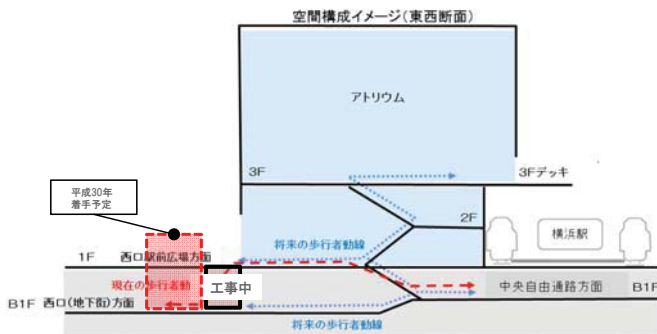 空間構成イメージ(東西断面)
アトリウム
3F
3Fデッキ
平成30年
着手予定
2F
横浜駅
将来の歩行者動線
1F 西口駅前広場方面
現在の歩行者動
工事中
中央自由通路方面 B1F
B1F 西口(地下街)方面
将来の歩行者動線